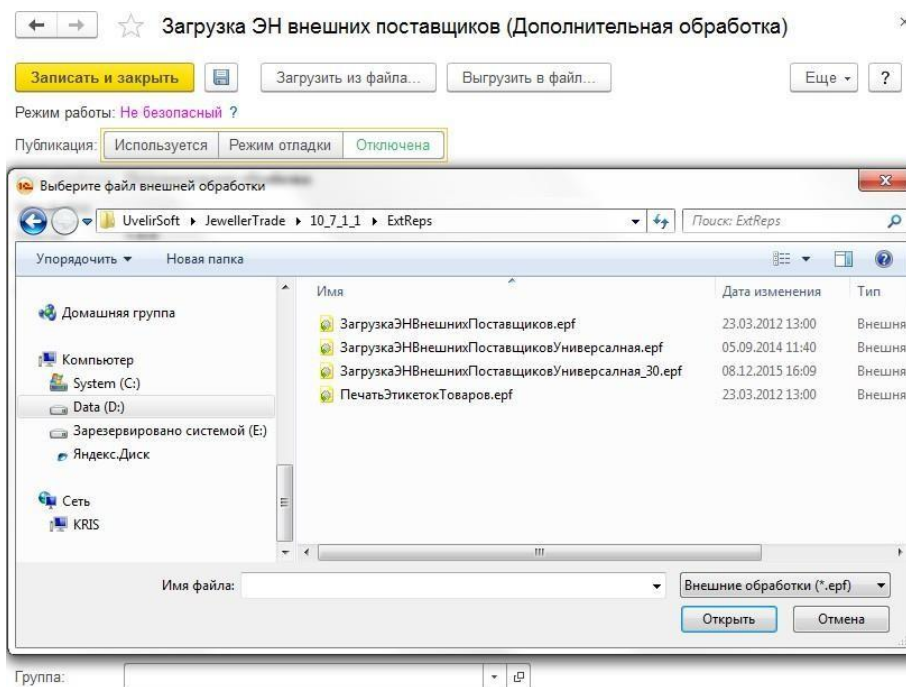 Загрузка ЭН внешних поставщиков (Дополнительная обработка)
Записать и закрыть Загрузить из файла... Выгрузить в файл... Еще ?
Режим работы: Не безопасный ?
Публикация: Используется Режим отладки Отключена
Выберите файл внешней обработки
UvelirSoft JewellerTrade 10_7_1_1 ExtReps Поиск: ExtReps
Упорядочить Новая папка
Имя Дата изменения Тип
Домашняя группа
ЗагрузкаЭНВнешнихПоставщиков.epf 23.03.2012 13:00 Внешня
ЗагрузкаЭНВнешнихПоставщиковУниверсалная.epf 05.09.2014 11:40 Внешня
Компьютер
ЗагрузкаЭНВнешнихПоставщиковУниверсалная_30.epf 08.12.2015 16:09 Внешня
System (C:)
ПечатьЭтикетокТоваров.epf 23.03.2012 13:00 Внешня
Data (D:)
Зарезервировано системой (E:)
Яндекс.Диск
Сеть
KRIS
Имя файла: Внешние обработки (*.epf)
Открыть Отмена
Группа: